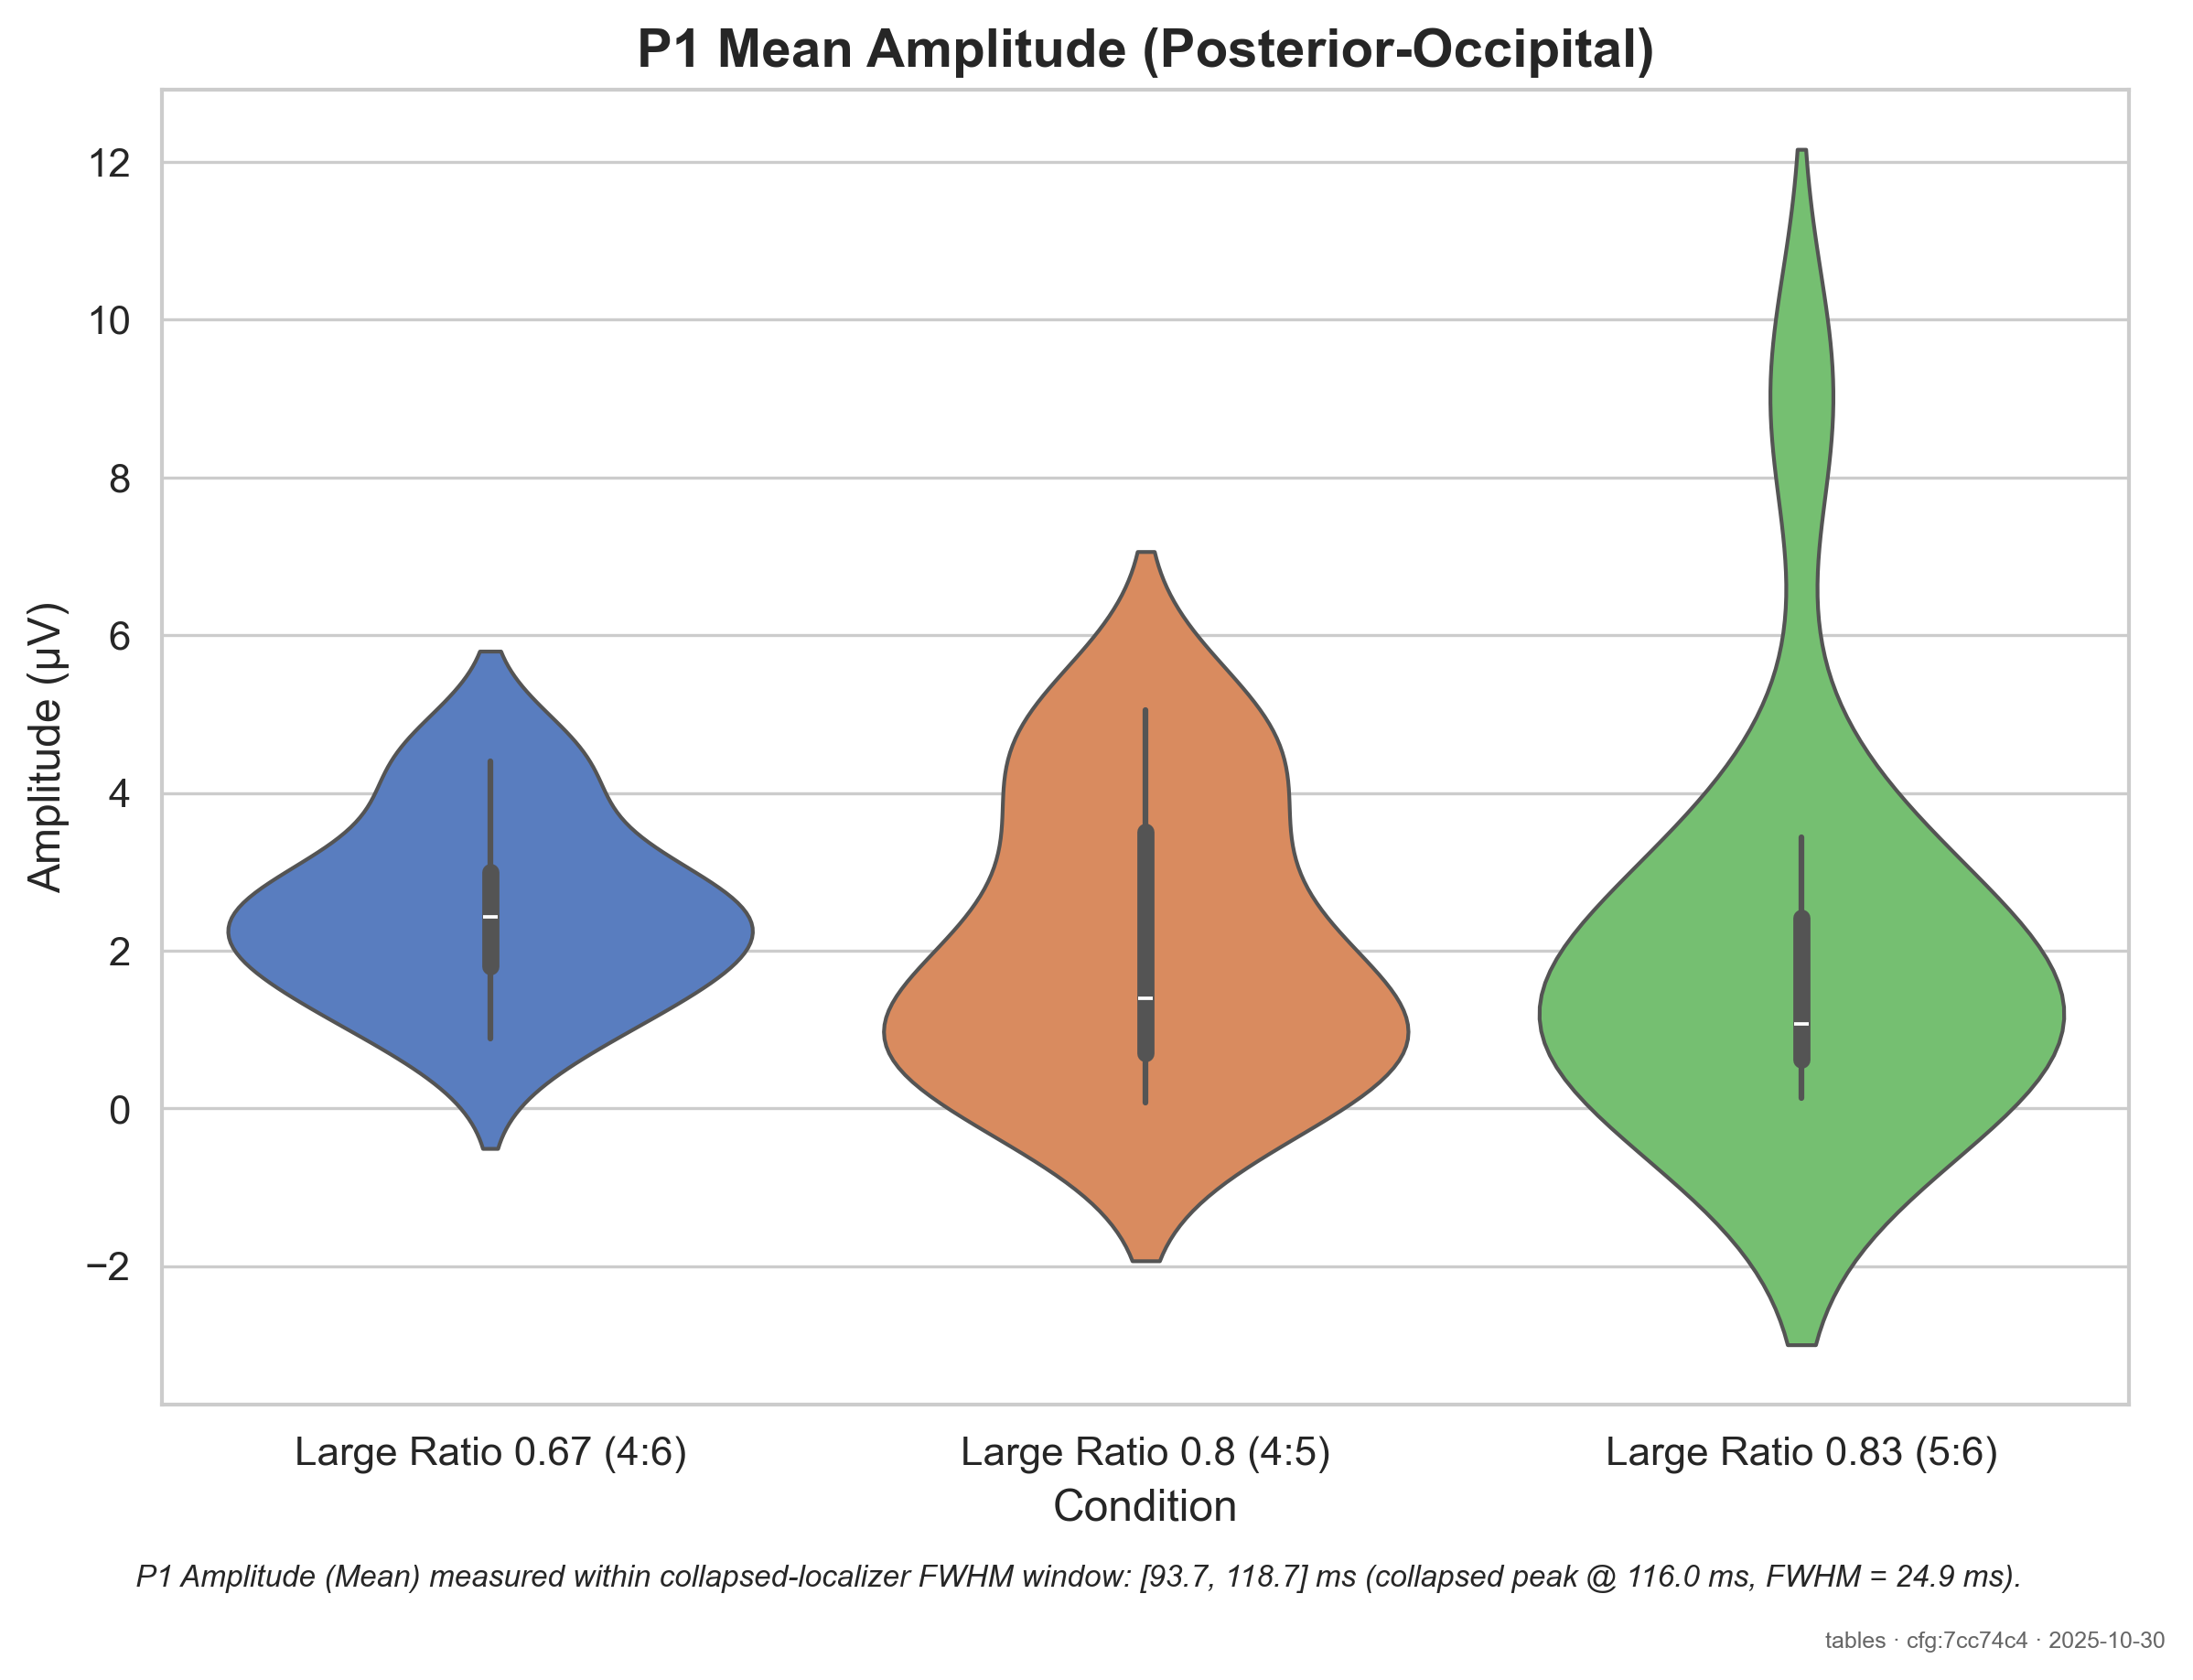 P1 Mean Amplitude (Posterior-Occipital)
12
10
8
6
4
2
0
−2
Amplitude (µV)
Large Ratio 0.67 (4:6)
Large Ratio 0.8 (4:5)
Large Ratio 0.83 (5:6)
Condition
P1 Amplitude (Mean) measured within collapsed-localizer FWHM window: [93.7, 118.7] ms (collapsed peak @ 116.0 ms, FWHM = 24.9 ms).
tables · cfg:7cc74c4 · 2025-10-30